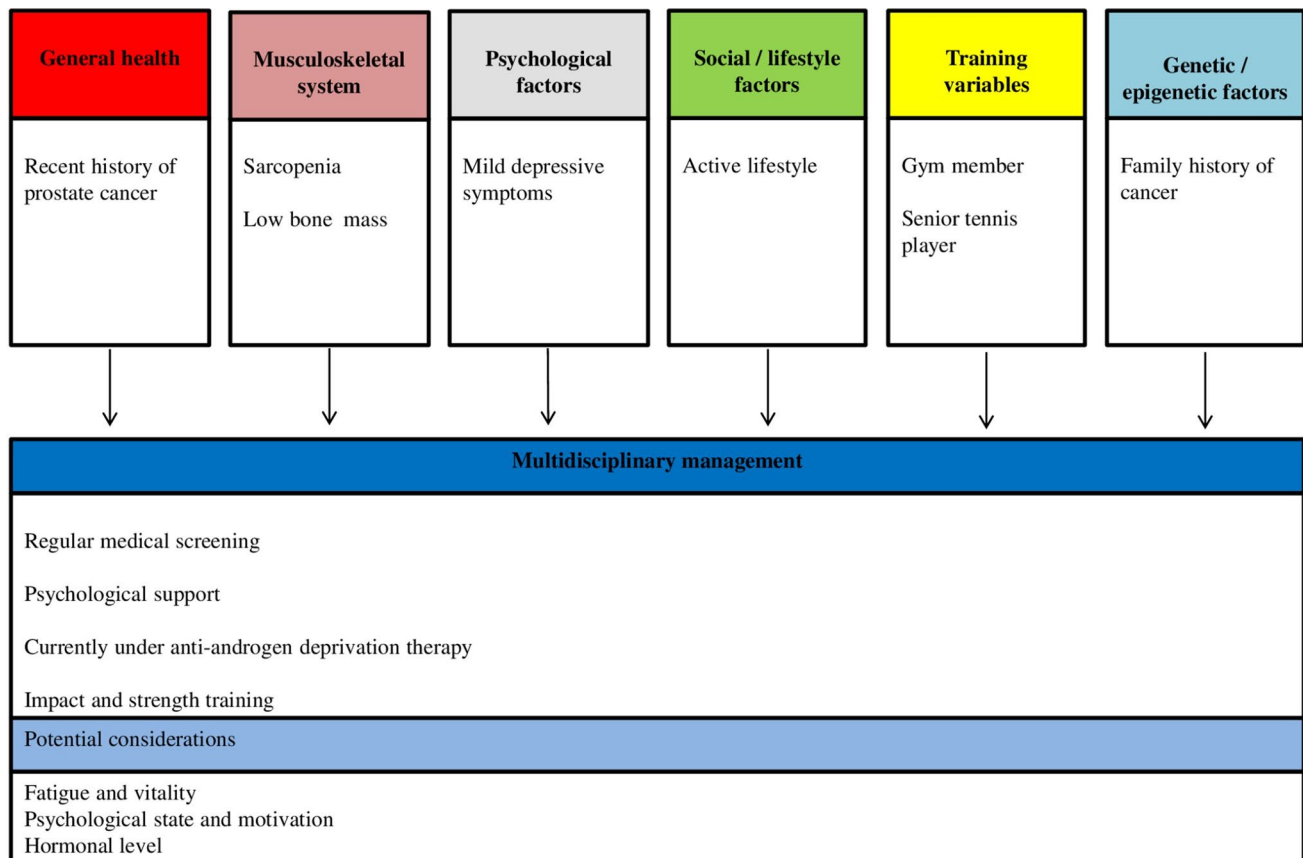 General health
Musculoskeletal
system
Psychological
factors
Social / lifestyle
factors
Training
variables
Genetic /
epigenetic factors
Recent history of
prostate cancer
Sarcopenia
Low bone mass
Mild depressive
symptoms
Active lifestyle
Gym member
Senior tennis
player
Family history of
cancer
Multidisciplinary management
Regular medical screening
Psychological support
Currently under anti-androgen deprivation therapy
Impact and strength training
Potential considerations
Fatigue and vitality
Psychological state and motivation
Hormonal level